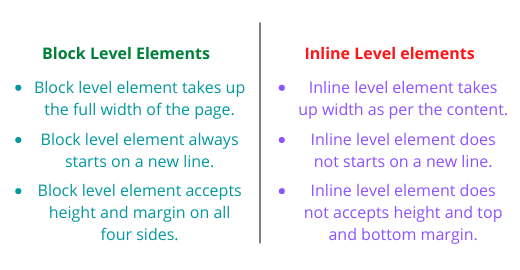 Block Level Elements
• Block level element takes up
the full width of the page.
• Block level element always
starts on a new line.
• Block level element accepts
height and margin on all
four sides.
Inline Level elements
• Inline level element takes
up width as per the content.
• Inline level element does
not starts on a new line.
• Inline level element does
not accepts height and top
and bottom margin.